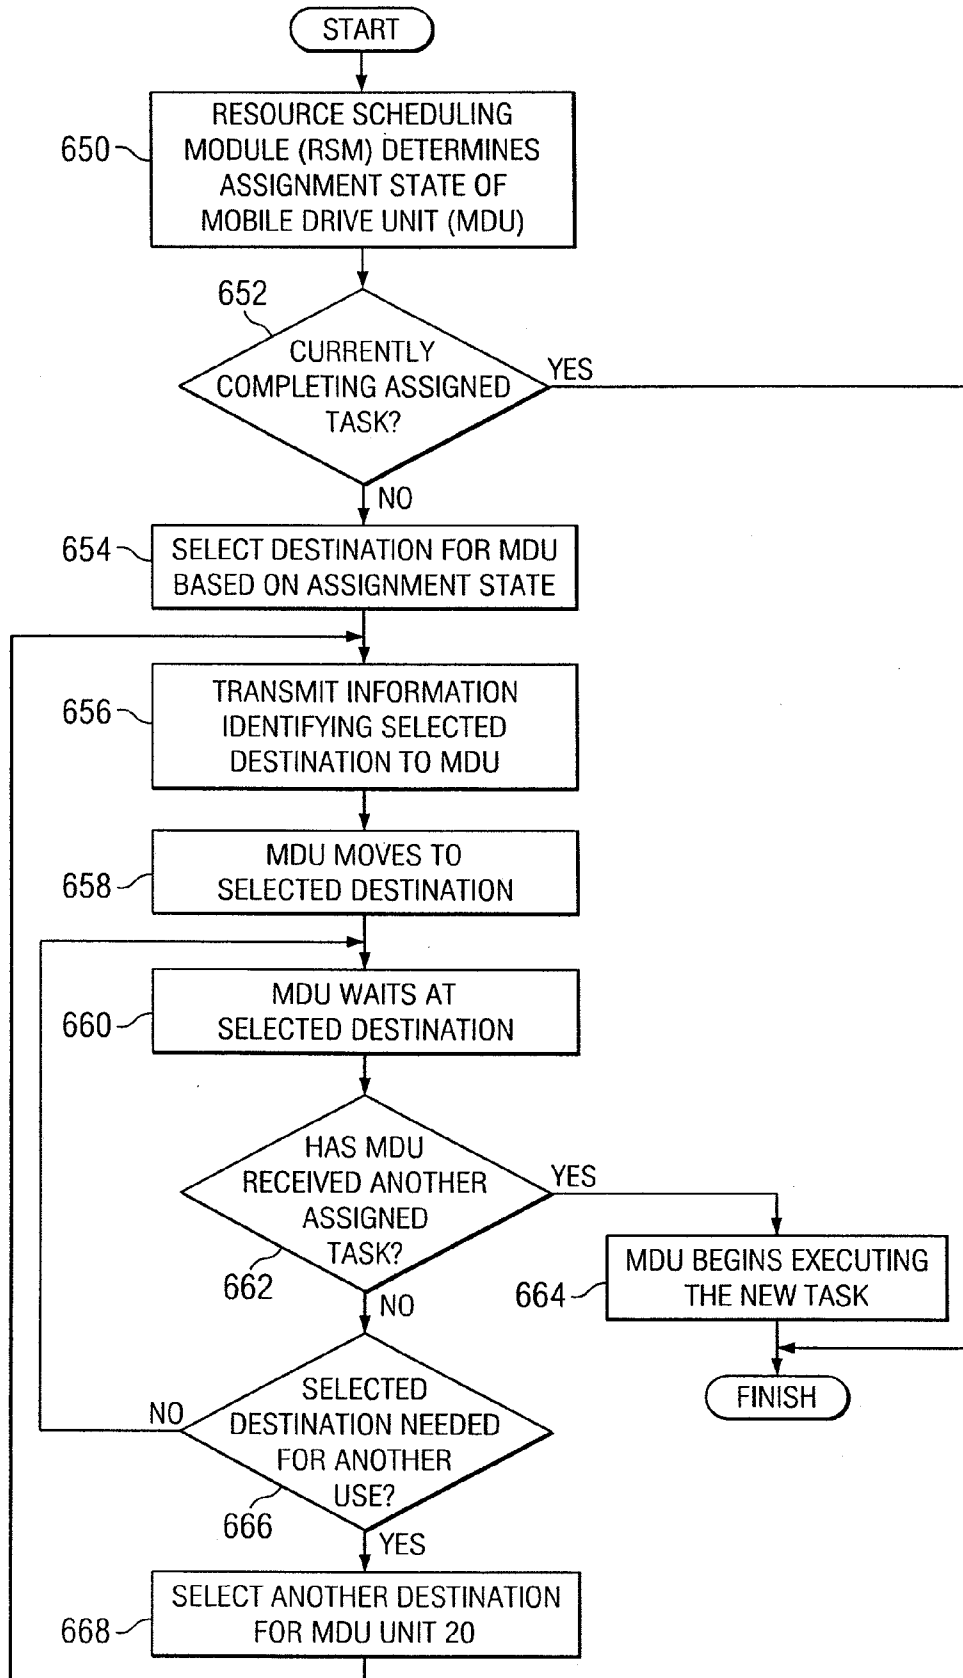 START
650
RESOURCE SCHEDULING
MODULE (RSM) DETERMINES
ASSIGNMENT STATE OF
MOBILE DRIVE UNIT (MDU)
652
CURRENTLY
COMPLETING ASSIGNED
TASK?
YES
NO
654
SELECT DESTINATION FOR MDU
BASED ON ASSIGNMENT STATE
656
TRANSMIT INFORMATION
IDENTIFYING SELECTED
DESTINATION TO MDU
658
MDU MOVES TO
SELECTED DESTINATION
660
MDU WAITS AT
SELECTED DESTINATION
HAS MDU
RECEIVED ANOTHER
ASSIGNED
TASK?
662
YES
NO
664
MDU BEGINS EXECUTING
THE NEW TASK
FINISH
SELECTED
DESTINATION NEEDED
FOR ANOTHER
USE?
666
NO
YES
668
SELECT ANOTHER DESTINATION
FOR MDU UNIT 20